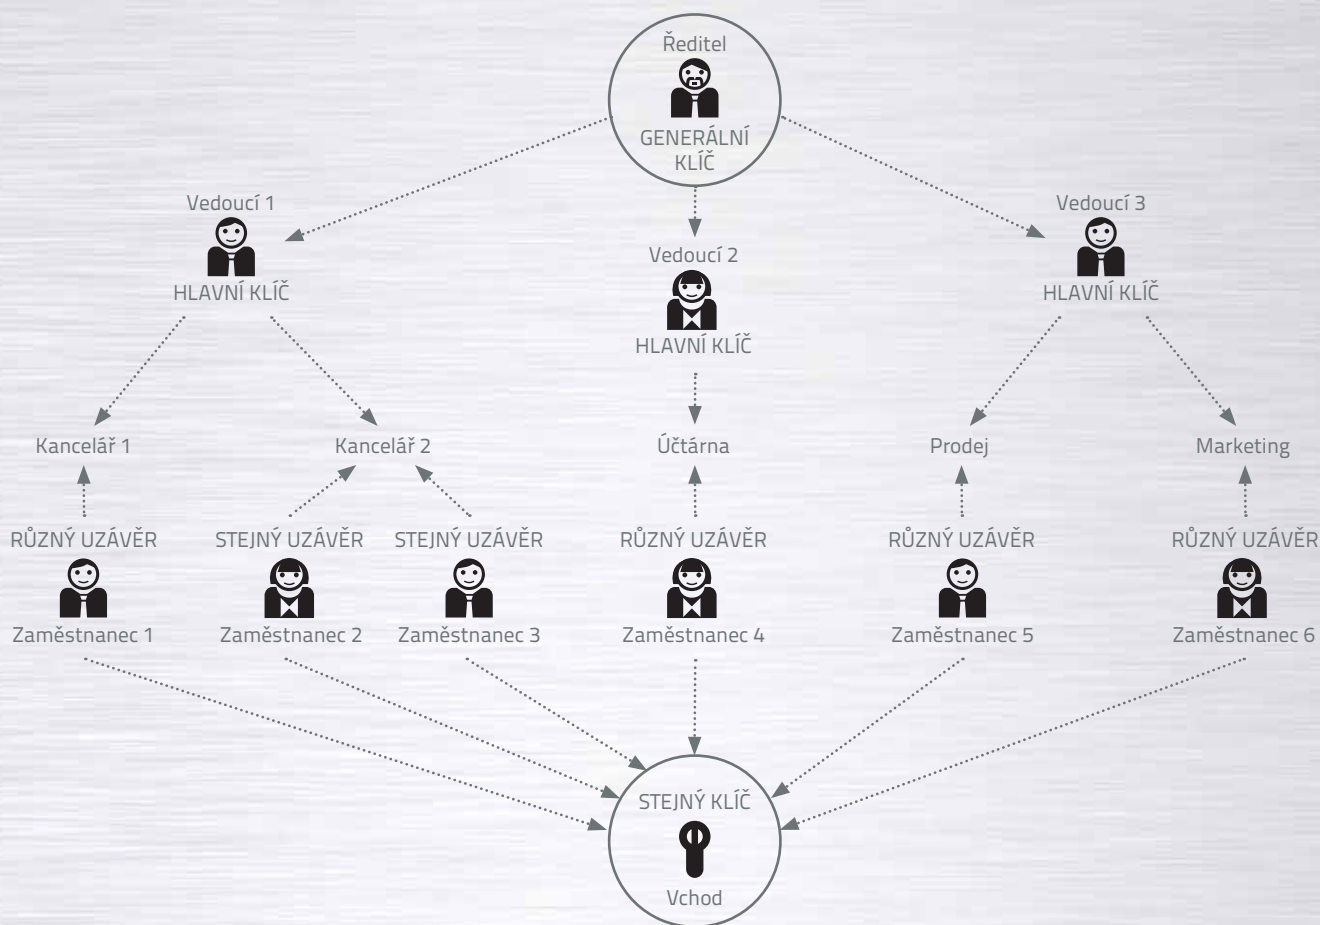 Ředitel
GENERÁLNÍ
KLÍČ
Vedoucí 1
HLAVNÍ KLÍČ
Vedoucí 2
HLAVNÍ KLÍČ
Vedoucí 3
HLAVNÍ KLÍČ
Kancelář 1
Kancelář 2
Účtárna
Prodej
Marketing
RŮZNÝ UZÁVĚR
STEJNÝ UZÁVĚR
STEJNÝ UZÁVĚR
RŮZNÝ UZÁVĚR
RŮZNÝ UZÁVĚR
RŮZNÝ UZÁVĚR
Zaměstnanec 1
Zaměstnanec 2
Zaměstnanec 3
Zaměstnanec 4
Zaměstnanec 5
Zaměstnanec 6
STEJNÝ KLÍČ
Vchod